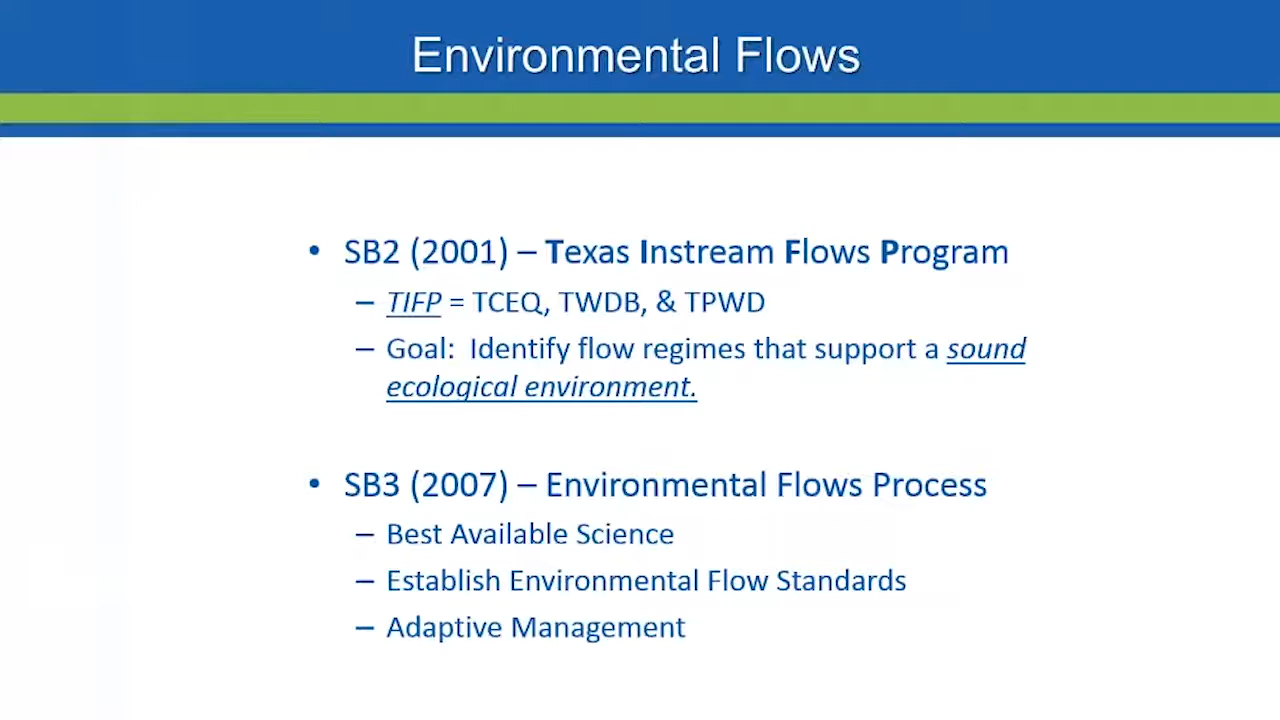 Environmental Flows
• SB2 (2001) – Texas Instream Flows Program
– TIFP = TCEQ, TWDB, & TPWD
– Goal: Identify flow regimes that support a sound
ecological environment.
• SB3 (2007) – Environmental Flows Process
– Best Available Science
– Establish Environmental Flow Standards
– Adaptive Management